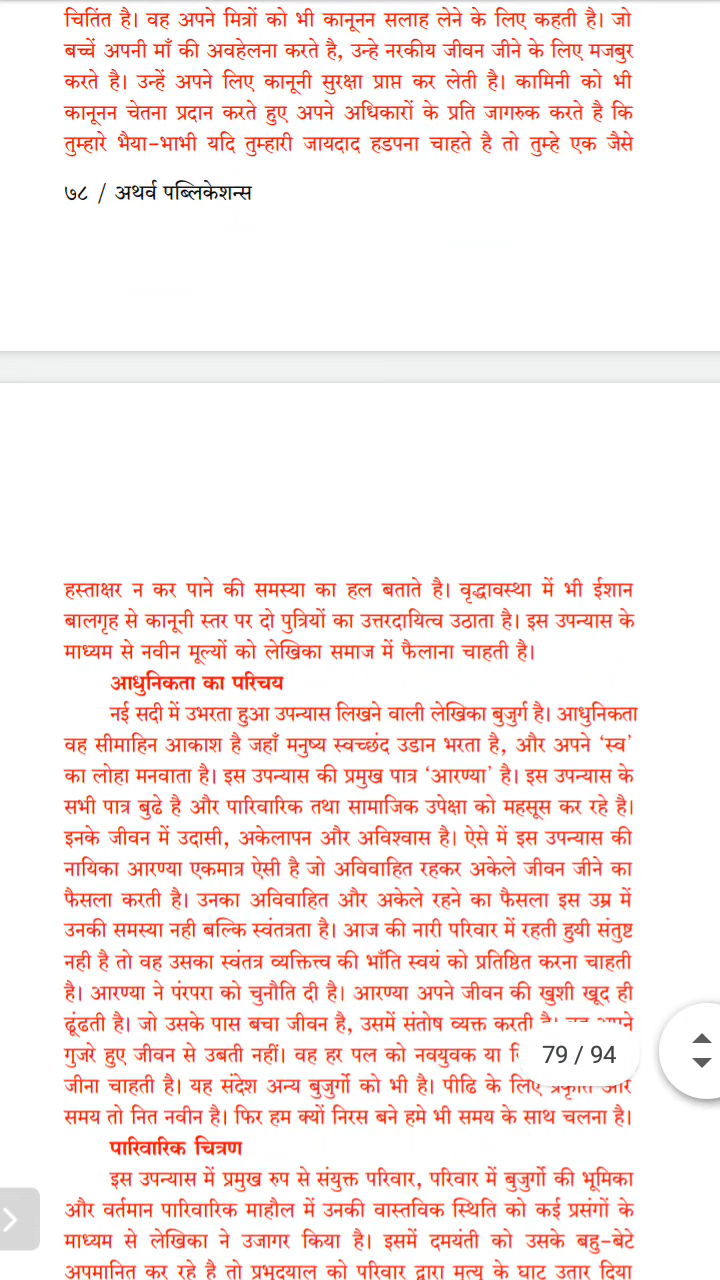 चितिंत है। वह अपने मित्रों को भी कानूनन सलाह लेने के लिए कहती है। जो
बच्चें अपनी माँ की अवहेलना करते है, उन्हे नरकीय जीवन जीने के लिए मजबुर
करते है। उन्हें अपने लिए कानूनी सुरक्षा प्राप्त कर लेती है। कामिनी को भी
कानूनन चेतना प्रदान करते हुए अपने अधिकारों के प्रति जागरुक करते है कि
तुम्हारे भैया-भाभी यदि तुम्हारी जायदाद हडपना चाहते है तो तुम्हे एक जैसे
७८ / अथर्व पब्लिकेशन्स
हस्ताक्षर न कर पाने की समस्या का हल बताते है। वृद्धावस्था में भी ईशान
बालगृह से कानूनी स्तर पर दो पुत्रियों का उत्तरदायित्व उठाता है। इस उपन्यास के
माध्यम से नवीन मूल्यों को लेखिका समाज में फैलाना चाहती है।
आधुनिकता का परिचय
नई सदी में उभरता हुआ उपन्यास लिखने वाली लेखिका बुजुर्ग है। आधुनिकता
वह सीमाहिन आकाश है जहाँ मनुष्य स्वच्छंद उडान भरता है, और अपने ‘स्व’
का लोहा मनवाता है। इस उपन्यास की प्रमुख पात्र ‘आरण्या’ है। इस उपन्यास के
सभी पात्र बुढे है और पारिवारिक तथा सामाजिक उपेक्षा को महसूस कर रहे है।
इनके जीवन में उदासी, अकेलापन और अविश्वास है। ऐसे में इस उपन्यास की
नायिका आरण्या एकमात्र ऐसी है जो अविवाहित रहकर अकेले जीवन जीने का
फैसला करती है। उनका अविवाहित और अकेले रहने का फैसला इस उम्र में
उनकी समस्या नही बल्कि स्वंतत्रता है। आज की नारी परिवार में रहती हुयी संतुष्ट
नही है तो वह उसका स्वंतत्र व्यक्तित्त्व की भाँति स्वयं को प्रतिष्ठित करना चाहती
है। आरण्या ने पंरपरा को चुनौति दी है। आरण्या अपने जीवन की खुशी खूद ही
ढूंढती है। जो उसके पास बचा जीवन है, उसमें संतोष व्यक्त करती
गुजरे हुए जीवन से उबती नहीं। वह हर पल को नवयुवक या 79 / 94
जीना चाहती है। यह संदेश अन्य बुजुर्गो को भी है। पीढि के लिए प्रकृति और
समय तो नित नवीन है। फिर हम क्यों निरस बने हमे भी समय के साथ चलना है।
पारिवारिक चित्रण
इस उपन्यास में प्रमुख रुप से संयुक्त परिवार, परिवार में बुजुर्गो की भूमिका
और वर्तमान पारिवारिक माहौल में उनकी वास्तविक स्थिति को कई प्रसंगों के
माध्यम से लेखिका ने उजागर किया है। इसमें दमयंती को उसके बहु-बेटे
अपमानित कर रहे है तो प्रभुदयाल को परिवार द्वारा मृत्यु के घाट उतार दिया